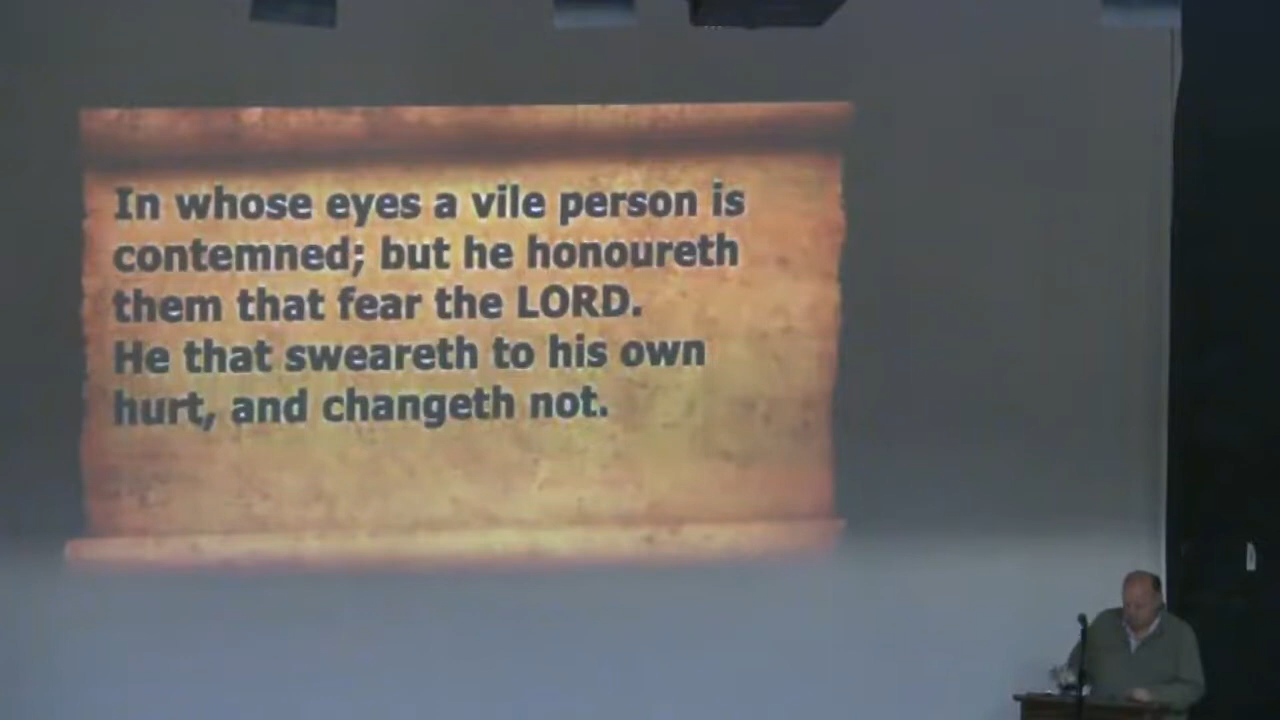 In whose eyes a vile person is
contemned; but he honoureth
them that fear the LORD.
He that sweareth to his own
hurt, and changeth not.